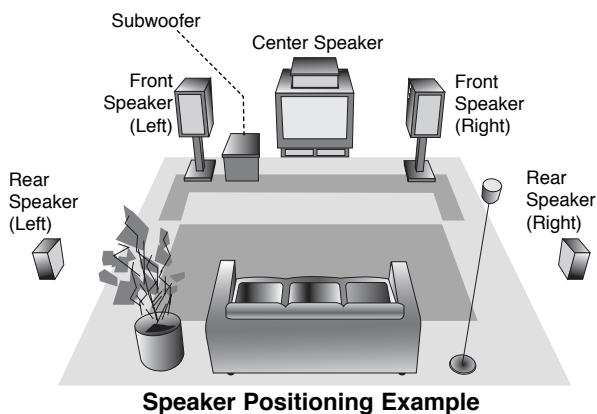 Subwoofer
Center Speaker
Front
Speaker
(Left)
Front
Speaker
(Right)
Rear
Speaker
(Left)
Rear
Speaker
(Right)
Speaker Positioning Example